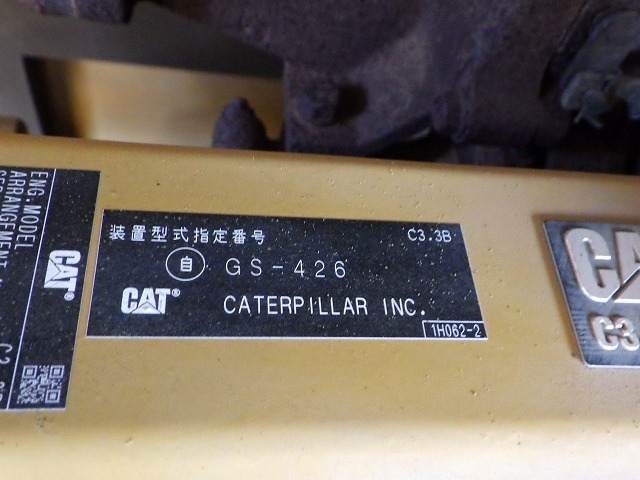 ENG. MODEL
ARRANGEMENT
CAT®
装置型式指定番号 C3.3B
自 GS-426
CAT® CATERPILLAR INC.
1H062-2
C3.